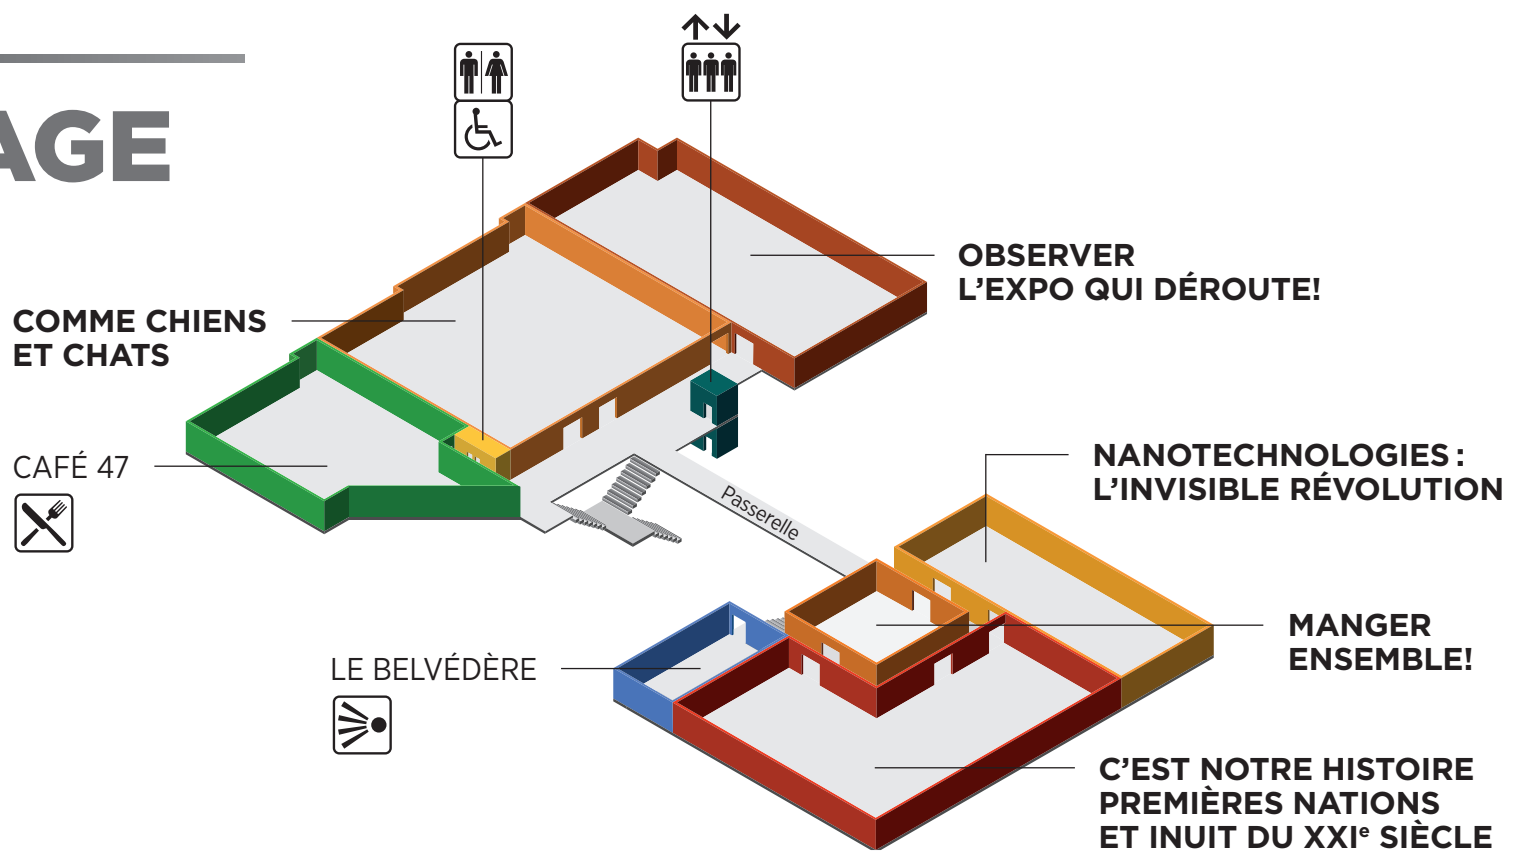 AGE
OBSERVER
L'EXPO QUI DÉROUTE!
COMME CHIENS
ET CHATS
CAFÉ 47
Passerelle
NANOTECHNOLOGIES :
L'INVISIBLE RÉVOLUTION
MANGER
ENSEMBLE!
LE BELVÉDÈRE
C'EST NOTRE HISTOIRE
PREMIÈRES NATIONS
ET INUIT DU XXIe SIÈCLE